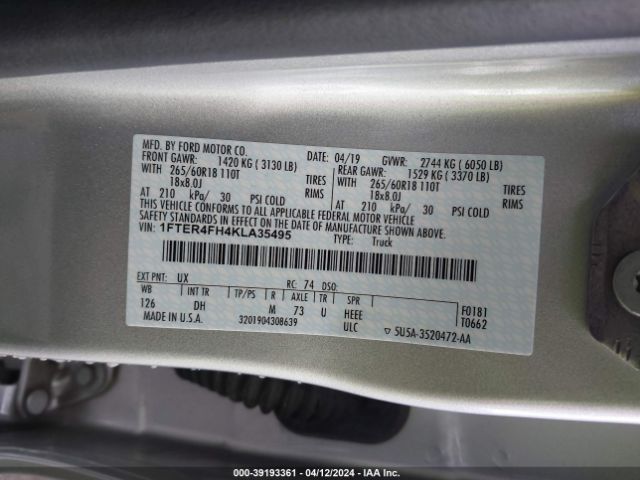 MFD. BY FORD MOTOR CO.
DATE: 04/19 GVWR: 2744 KG ( 6050 LB)
FRONT GAWR: 1420 KG ( 3130 LB) REAR GAWR: 1529 KG ( 3370 LB)
WITH 265/60R18 110T TIRES WITH 265/60R18 110T TIRES
18x8.0J RIMS 18x8.0J RIMS
AT 210 kPa/ 30 PSI COLD AT 210 kPa/ 30 PSI COLD
THIS VEHICLE CONFORMS TO ALL APPLICABLE FEDERAL MOTOR VEHICLE
SAFETY STANDARDS IN EFFECT ON THE DATE OF MANUFACTURE SHOWN ABOVE.
VIN: 1FTER4FH4KLA35495
TYPE: Truck
EXT PNT: UX RC: 74 DSO:
WB INT TR TP/PS R AXLE TR SPR F0181
126 DH M 73 U HEEE T0662
MADE IN U.S.A. 3201904308639 ULC ▽ 5U5A-3520472-AA
000-39193361 - 04/12/2024 - IAA Inc.